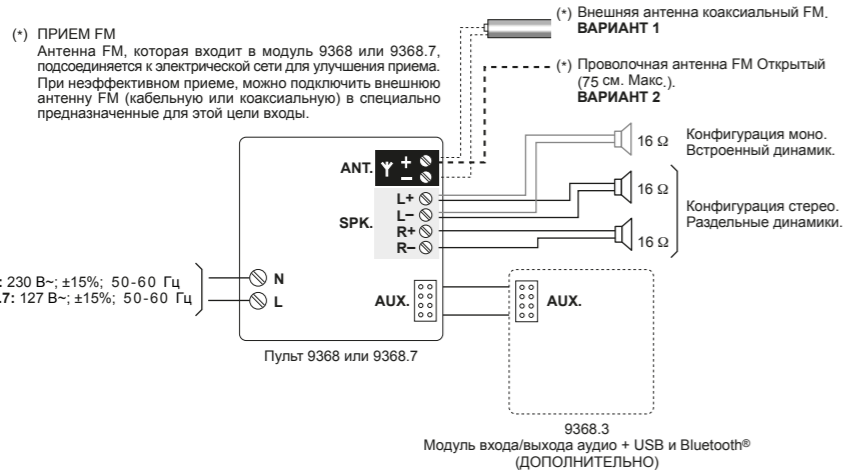 (*) ПРИЕМ FM
Антенна FM, которая входит в модуль 9368 или 9368.7,
подсоединяется к электрической сети для улучшения приема.
При неэффективном приеме, можно подключить внешнюю
антенну FM (кабельную или коаксиальную) в специально
предназначенные для этой цели входы.
(*) Внешняя антенна коаксиальный FM.
ВАРИАНТ 1
(*) Проволочная антенна FM Открытый
(75 см. Макс.).
ВАРИАНТ 2
ANT.
+
–
SPK.
L+
L–
R+
R–
16 Ω
Конфигурация моно.
Встроенный динамик.
16 Ω
16 Ω
Конфигурация стерео.
Раздельные динамики.
: 230 В~; ±15%; 50-60 Гц
.7: 127 В~; ±15%; 50-60 Гц
N
L
AUX.
AUX.
Пульт 9368 или 9368.7
9368.3
Модуль входа/выхода аудио + USB и Bluetooth®
(ДОПОЛНИТЕЛЬНО)